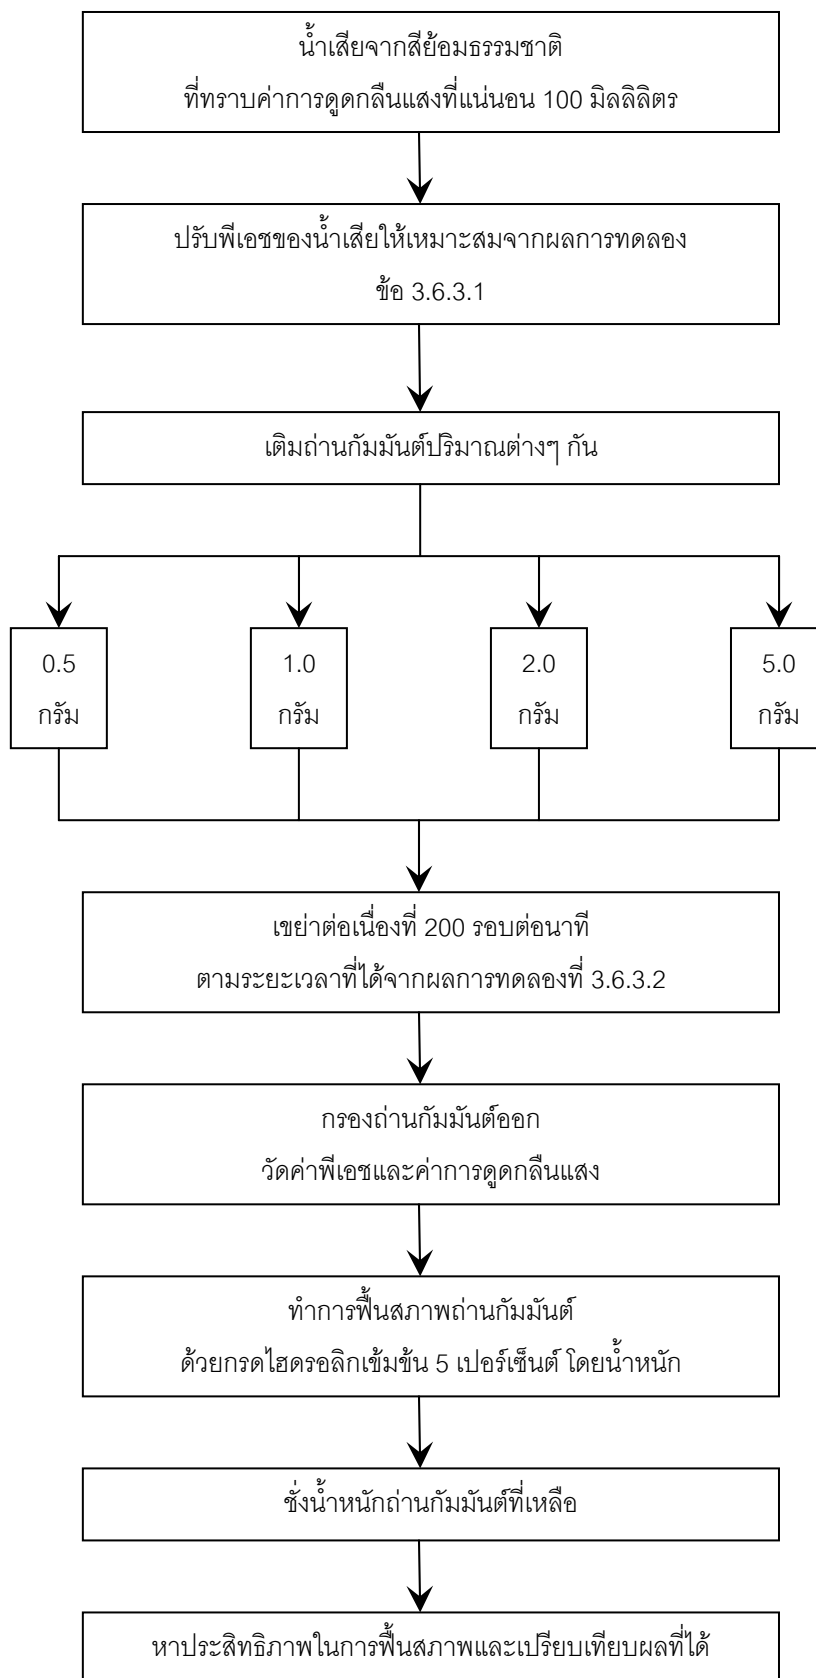 น้ำเสียจากสีย้อมธรรมชาติ
ที่ทราบค่าการดูดกลืนแสงที่แน่นอน 100 มิลลิลิตร
ปรับพีเอชของน้ำเสียให้เหมาะสมจากผลการทดลอง
ข้อ 3.6.3.1
เติมถ่านกัมมันต์ปริมาณต่างๆ กัน
0.5
กรัม
1.0
กรัม
2.0
กรัม
5.0
กรัม
เขย่าต่อเนื่องที่ 200 รอบต่อนาที
ตามระยะเวลาที่ได้จากผลการทดลองที่ 3.6.3.2
กรองถ่านกัมมันต์ออก
วัดค่าพีเอชและค่าการดูดกลืนแสง
ทำการฟื้นสภาพถ่านกัมมันต์
ด้วยกรดไฮดรอลิกเข้มข้น 5 เปอร์เซ็นต์ โดยน้ำหนัก
ชั่งน้ำหนักถ่านกัมมันต์ที่เหลือ
หาประสิทธิภาพในการฟื้นสภาพและเปรียบเทียบผลที่ได้